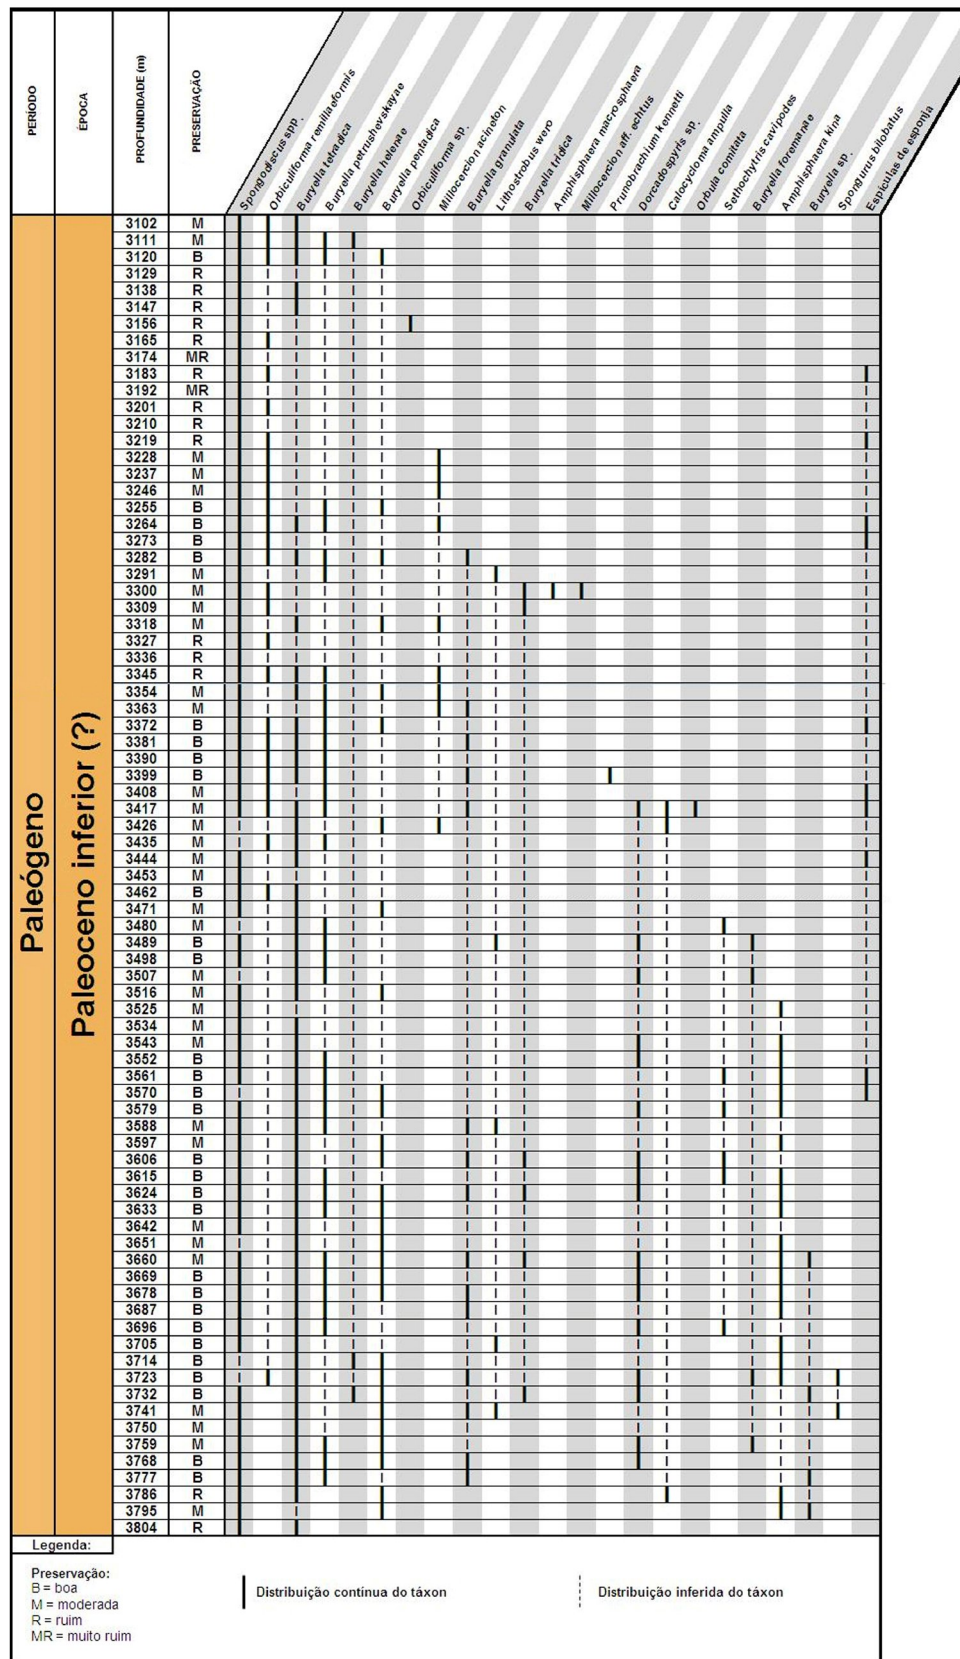 PERÍODO
ÉPOCA
PROFUNDIDADE (m)
PRESERVAÇÃO
Spongodiscus spp.
Orbiculiforma renillaeformis
Buryella tetradica
Buryella petrushevskayae
Buryella helenae
Buryella pentadica
Orbiculiforma sp.
Microciona acineton
Buryella granulata
Lithostrobus wero
Buryella tridica
Amphisphaera macrosphaera
aff. echtus
Prunobrachium kennetti
Dorcadospyris sp.
Calocycloma ampulla
Orbula comitata
Sethochytris cavipodes
Buryella foremanae
Amphisphaera kina
Buryella sp.
Spongurus bilobatus
Espículas de esponja
Paleógeno
Paleoceno inferior (?)
3102 M
3111 M
3120 B
3129 R
3138 R
3147 R
3156 R
3165 R
3174 MR
3183 R
3192 MR
3201 R
3210 R
3219 R
3228 M
3237 M
3246 M
3255 B
3264 B
3273 B
3282 B
3291 M
3300 M
3309 M
3318 M
3327 R
3336 R
3345 R
3354 M
3363 M
3372 B
3381 B
3390 B
3399 B
3408 M
3417 M
3426 M
3435 M
3444 M
3453 M
3462 B
3471 M
3480 M
3489 B
3498 B
3507 M
3516 M
3525 M
3534 M
3543 M
3552 B
3561 B
3570 B
3579 B
3588 M
3597 M
3606 B
3615 B
3624 B
3633 B
3642 M
3651 M
3660 M
3669 B
3678 B
3687 B
3696 B
3705 B
3714 B
3723 B
3732 B
3741 M
3750 M
3759 M
3768 B
3777 B
3786 R
3795 M
3804 R
Legenda:
Preservação:
B = boa
M = moderada
R = ruim
MR = muito ruim
Distribuição contínua do táxon
Distribuição inferida do táxon